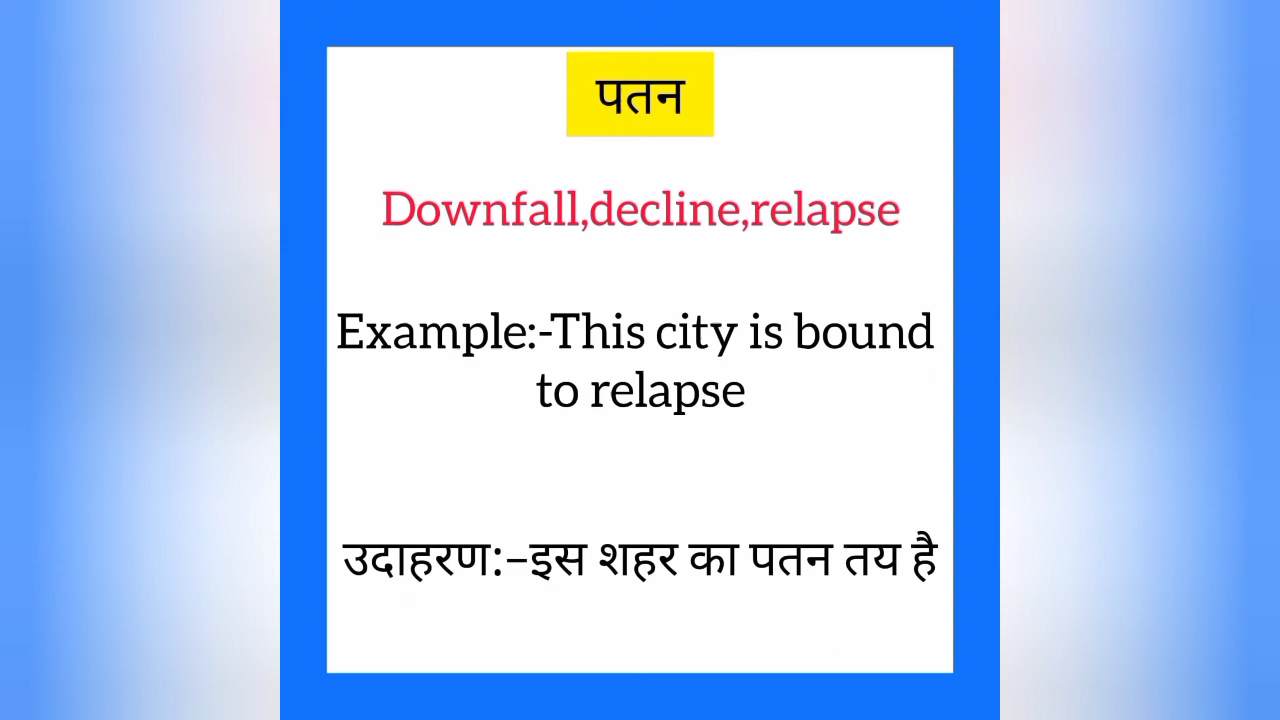 पतन
Downfall,decline,relapse
Example:-This city is bound
to relapse
उदाहरण:–इस शहर का पतन तय है